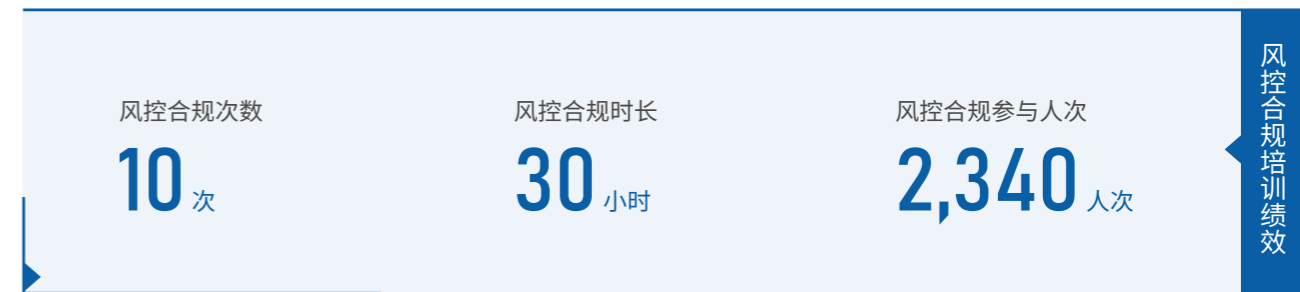 风控合规次数
10 次
风控合规时长
30 小时
风控合规参与人次
2,340 人次
风控合规培训绩效